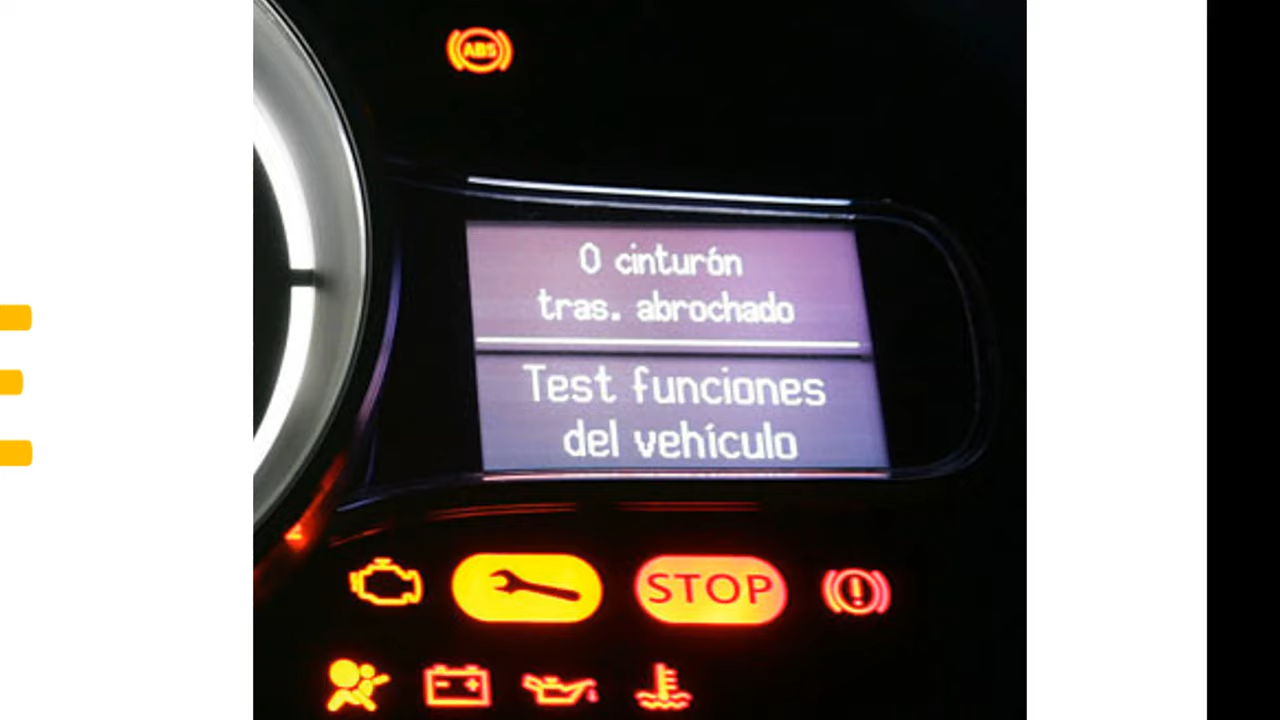 ABS
0 cinturón
tras. abrochado
Test funciones
del vehículo
STOP